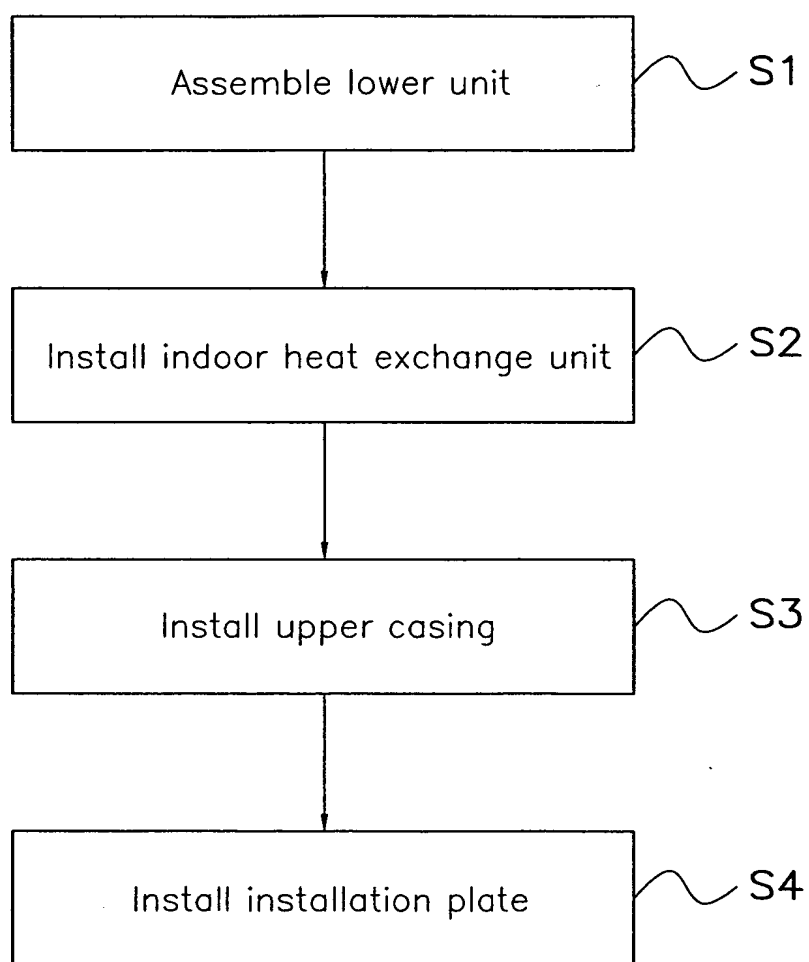 Assemble lower unit
S1
Install indoor heat exchange unit
S2
Install upper casing
S3
Install installation plate
S4